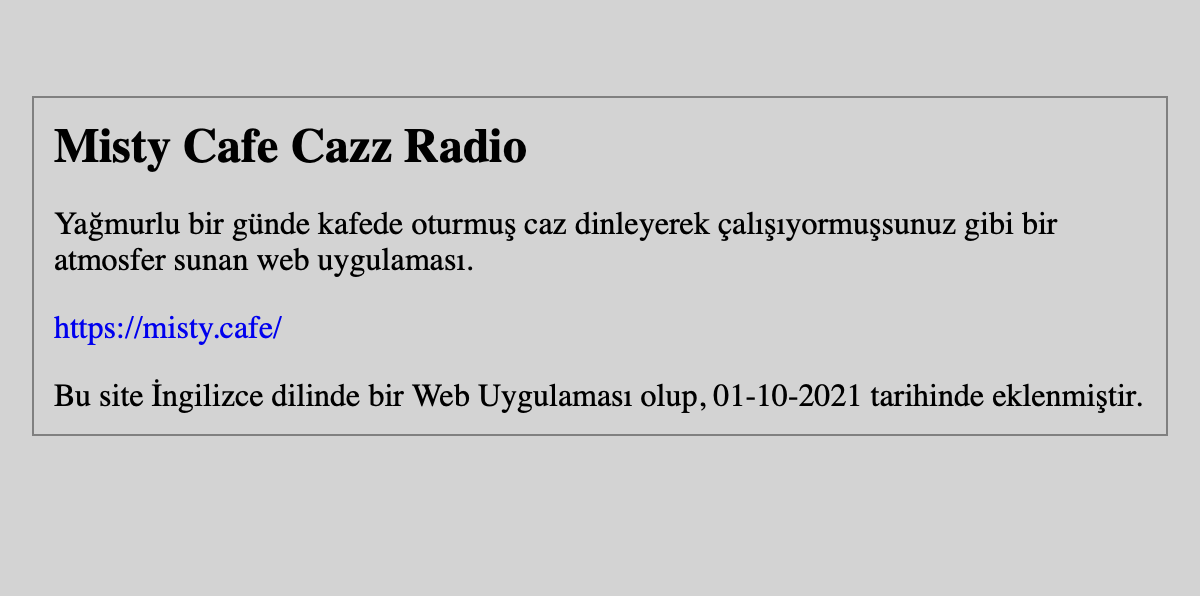 Misty Cafe Cazz Radio
Yağmurlu bir günde kafede oturmuş caz dinleyerek çalışıyormuşsunuz gibi bir
atmosfer sunan web uygulaması.
https://misty.cafe/
Bu site İngilizce dilinde bir Web Uygulaması olup, 01-10-2021 tarihinde eklenmiştir.